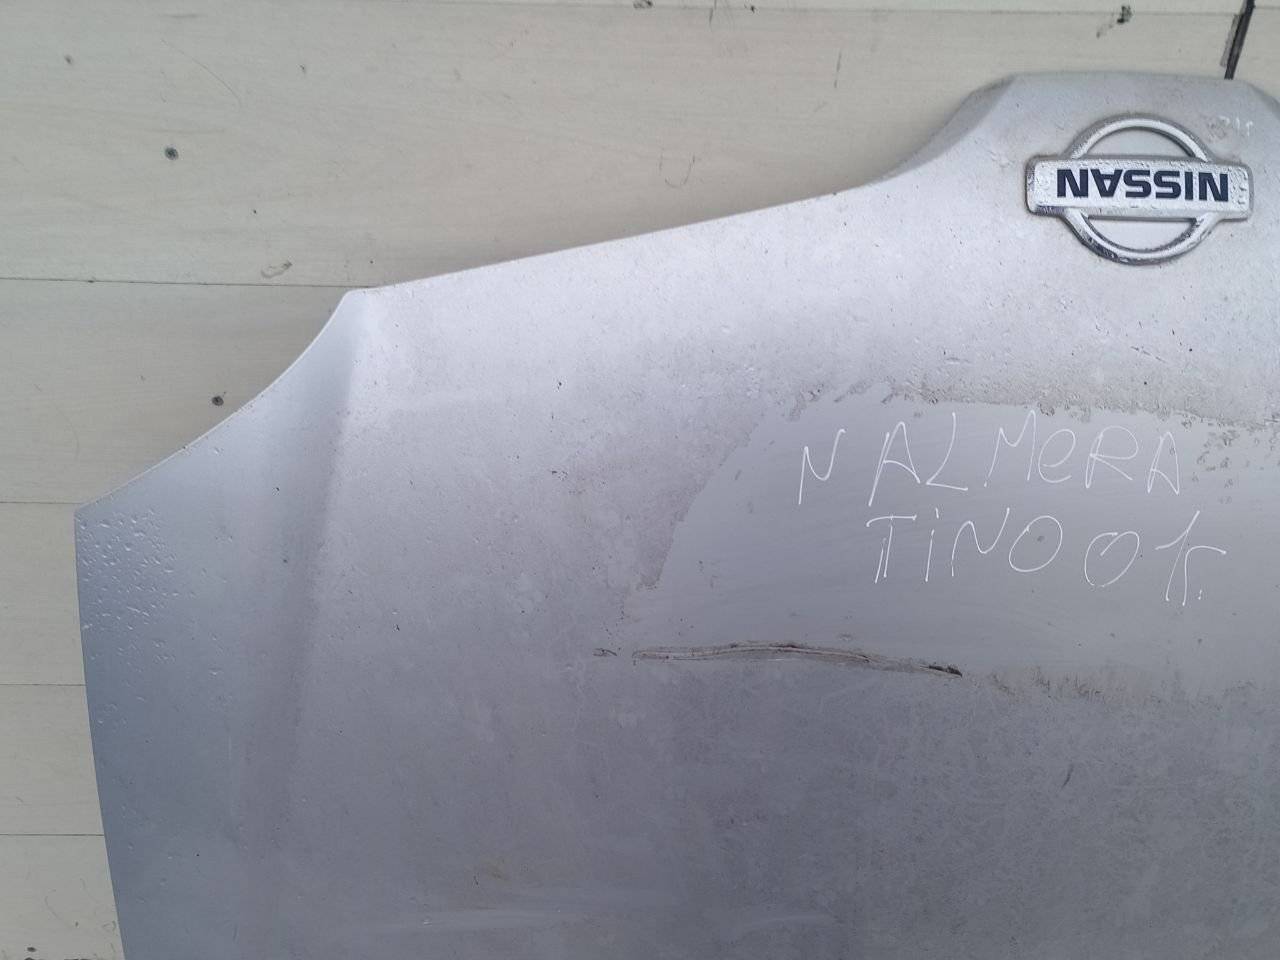 NISSAN
N ALMERA
TINO 01г.